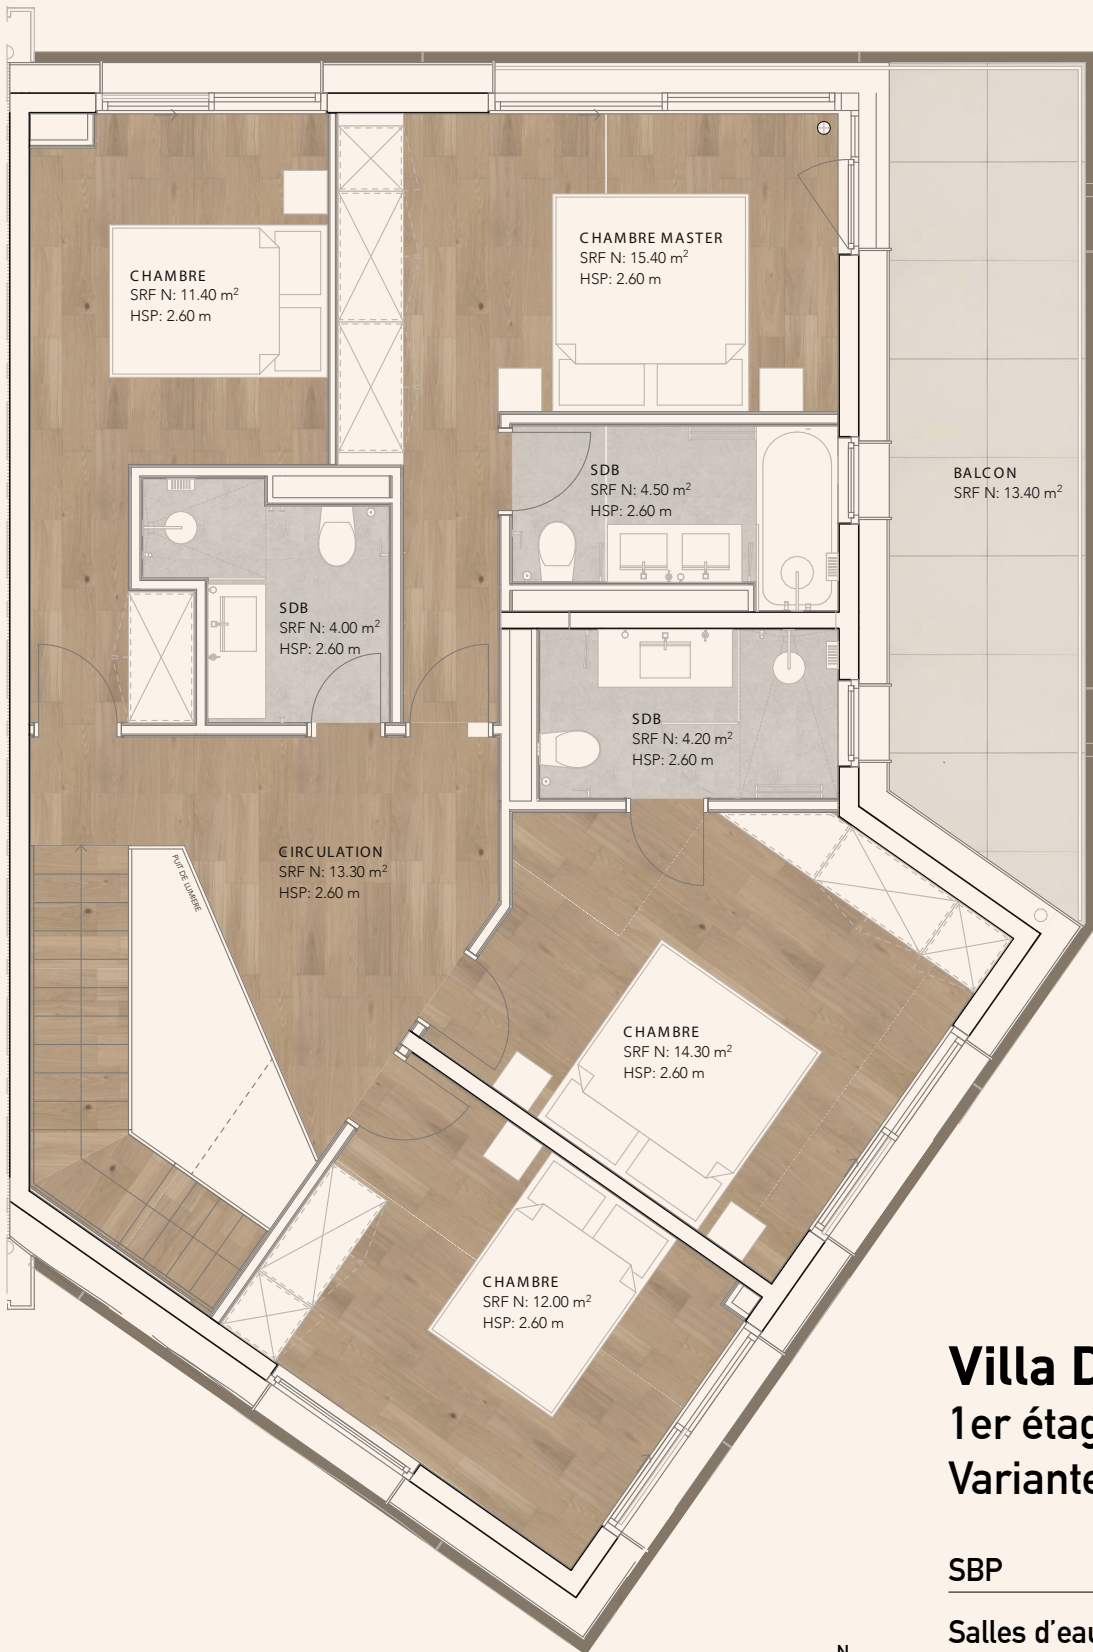 CHAMBRE
SRF N: 11.40 m²
HSP: 2.60 m
CHAMBRE MASTER
SRF N: 15.40 m²
HSP: 2.60 m
SDB
SRF N: 4.50 m²
HSP: 2.60 m
BALCON
SRF N: 13.40 m²
SDB
SRF N: 4.00 m²
HSP: 2.60 m
SDB
SRF N: 4.20 m²
HSP: 2.60 m
CIRCULATION
SRF N: 13.30 m²
HSP: 2.60 m
PUIT DE LUMIERE
CHAMBRE
SRF N: 14.30 m²
HSP: 2.60 m
CHAMBRE
SRF N: 12.00 m²
HSP: 2.60 m
Villa D
1er étag
Variante
SBP
Salles d'eau
N